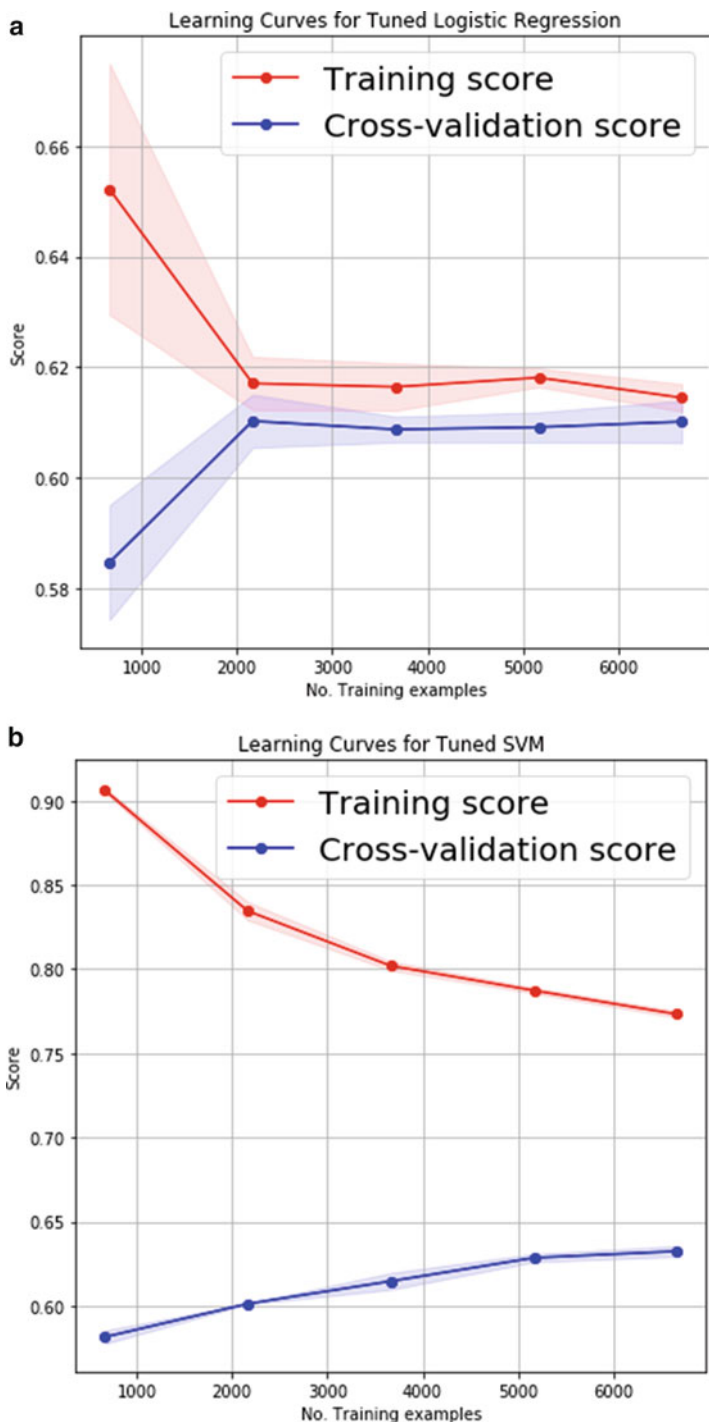 a
Learning Curves for Tuned Logistic Regression
Training score
Cross-validation score
0.66
0.64
0.62
0.60
0.58
Score
1000 2000 3000 4000 5000 6000
No. Training examples
b
Learning Curves for Tuned SVM
Training score
Cross-validation score
0.90
0.85
0.80
0.75
0.70
0.65
0.60
Score
1000 2000 3000 4000 5000 6000
No. Training examples